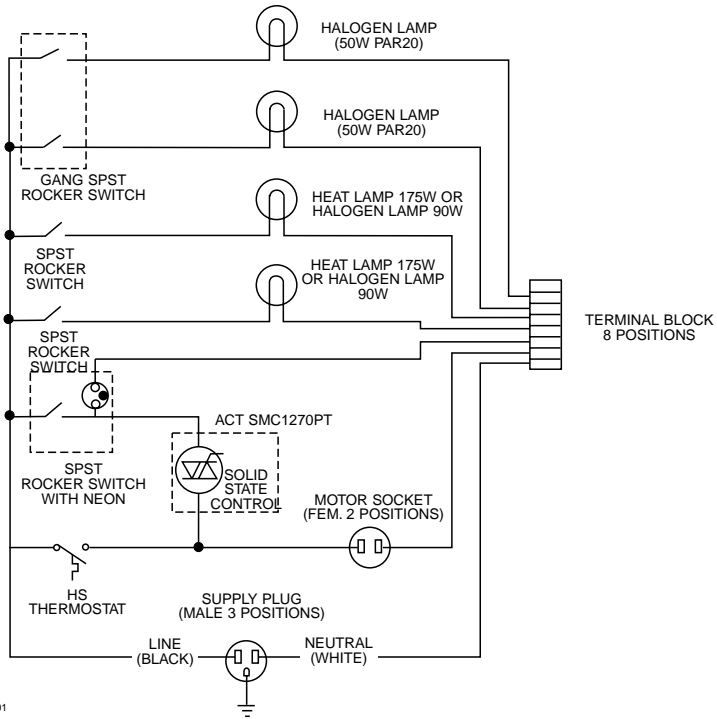 HALOGEN LAMP
(50W PAR20)
HALOGEN LAMP
(50W PAR20)
GANG SPST
ROCKER SWITCH
HEAT LAMP 175W OR
HALOGEN LAMP 90W
SPST
ROCKER
SWITCH
HEAT LAMP 175W
OR HALOGEN LAMP
90W
TERMINAL BLOCK
8 POSITIONS
SPST
ROCKER
SWITCH
ACT SMC1270PT
SPST
ROCKER SWITCH
WITH NEON
SOLID
STATE
CONTROL
MOTOR SOCKET
(FEM. 2 POSITIONS)
HS
THERMOSTAT
SUPPLY PLUG
(MALE 3 POSITIONS)
LINE
(BLACK)
NEUTRAL
(WHITE)